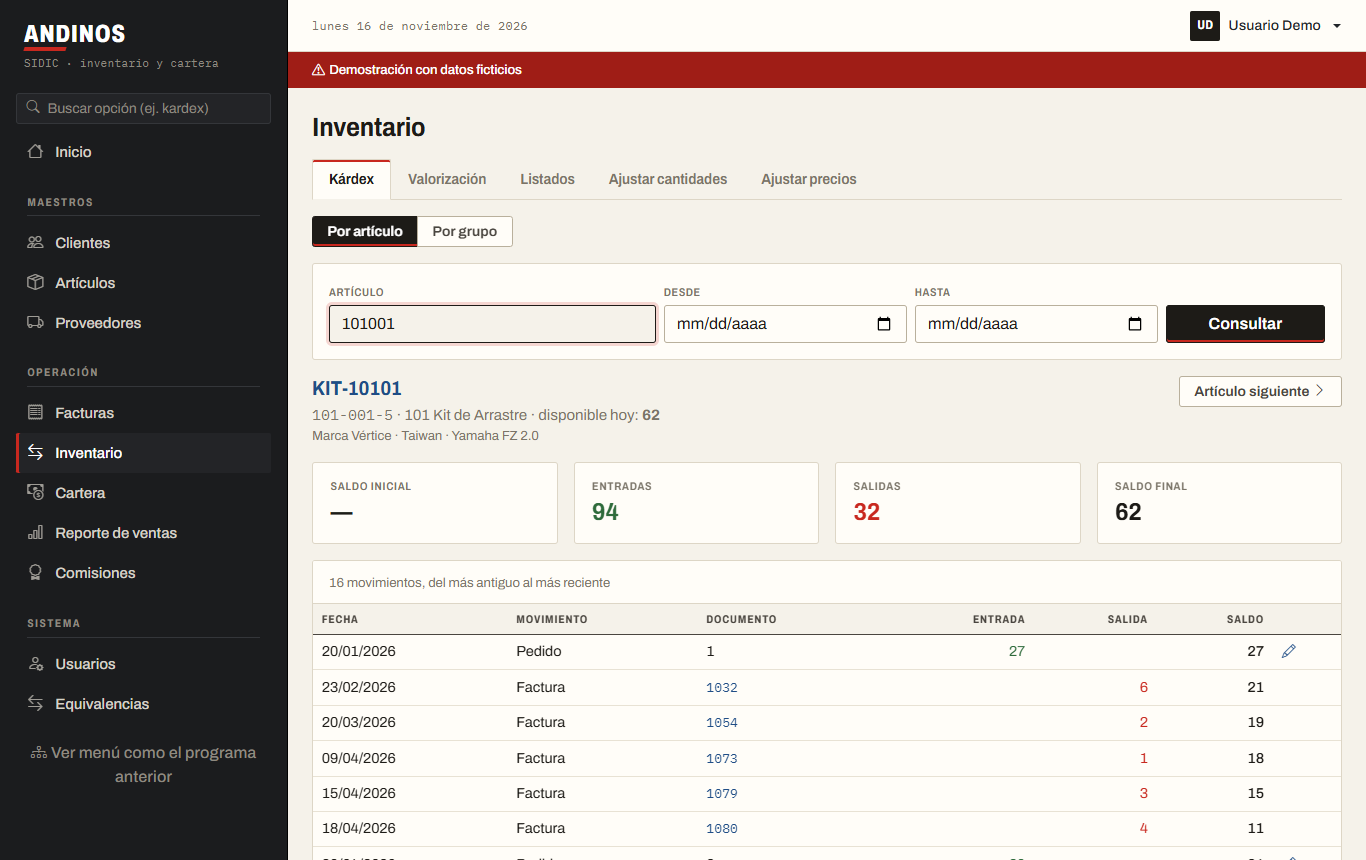 ANDINOS
SIDIC · inventario y cartera
Buscar opción (ej. kardex)
Inicio
MAESTROS
Clientes
Artículos
Proveedores
OPERACIÓN
Facturas
Inventario
Cartera
Reporte de ventas
Comisiones
SISTEMA
Usuarios
Equivalencias
Ver menú como el programa
anterior
lunes 16 de noviembre de 2026
UD Usuario Demo
Demostración con datos ficticios
Inventario
Kárdex Valorización Listados Ajustar cantidades Ajustar precios
Por artículo Por grupo
ARTÍCULO DESDE HASTA
101001 mm/dd/aaaa mm/dd/aaaa Consultar
KIT-10101 Artículo siguiente
101-001-5 · 101 Kit de Arrastre · disponible hoy: 62
Marca Vértice · Taiwan · Yamaha FZ 2.0
SALDO INICIAL ENTRADAS SALIDAS SALDO FINAL
— 94 32 62
16 movimientos, del más antiguo al más reciente
FECHA MOVIMIENTO DOCUMENTO ENTRADA SALIDA SALDO
20/01/2026 Pedido 1 27 27
23/02/2026 Factura 1032 6 21
20/03/2026 Factura 1054 2 19
09/04/2026 Factura 1073 1 18
15/04/2026 Factura 1079 3 15
18/04/2026 Factura 1080 4 11